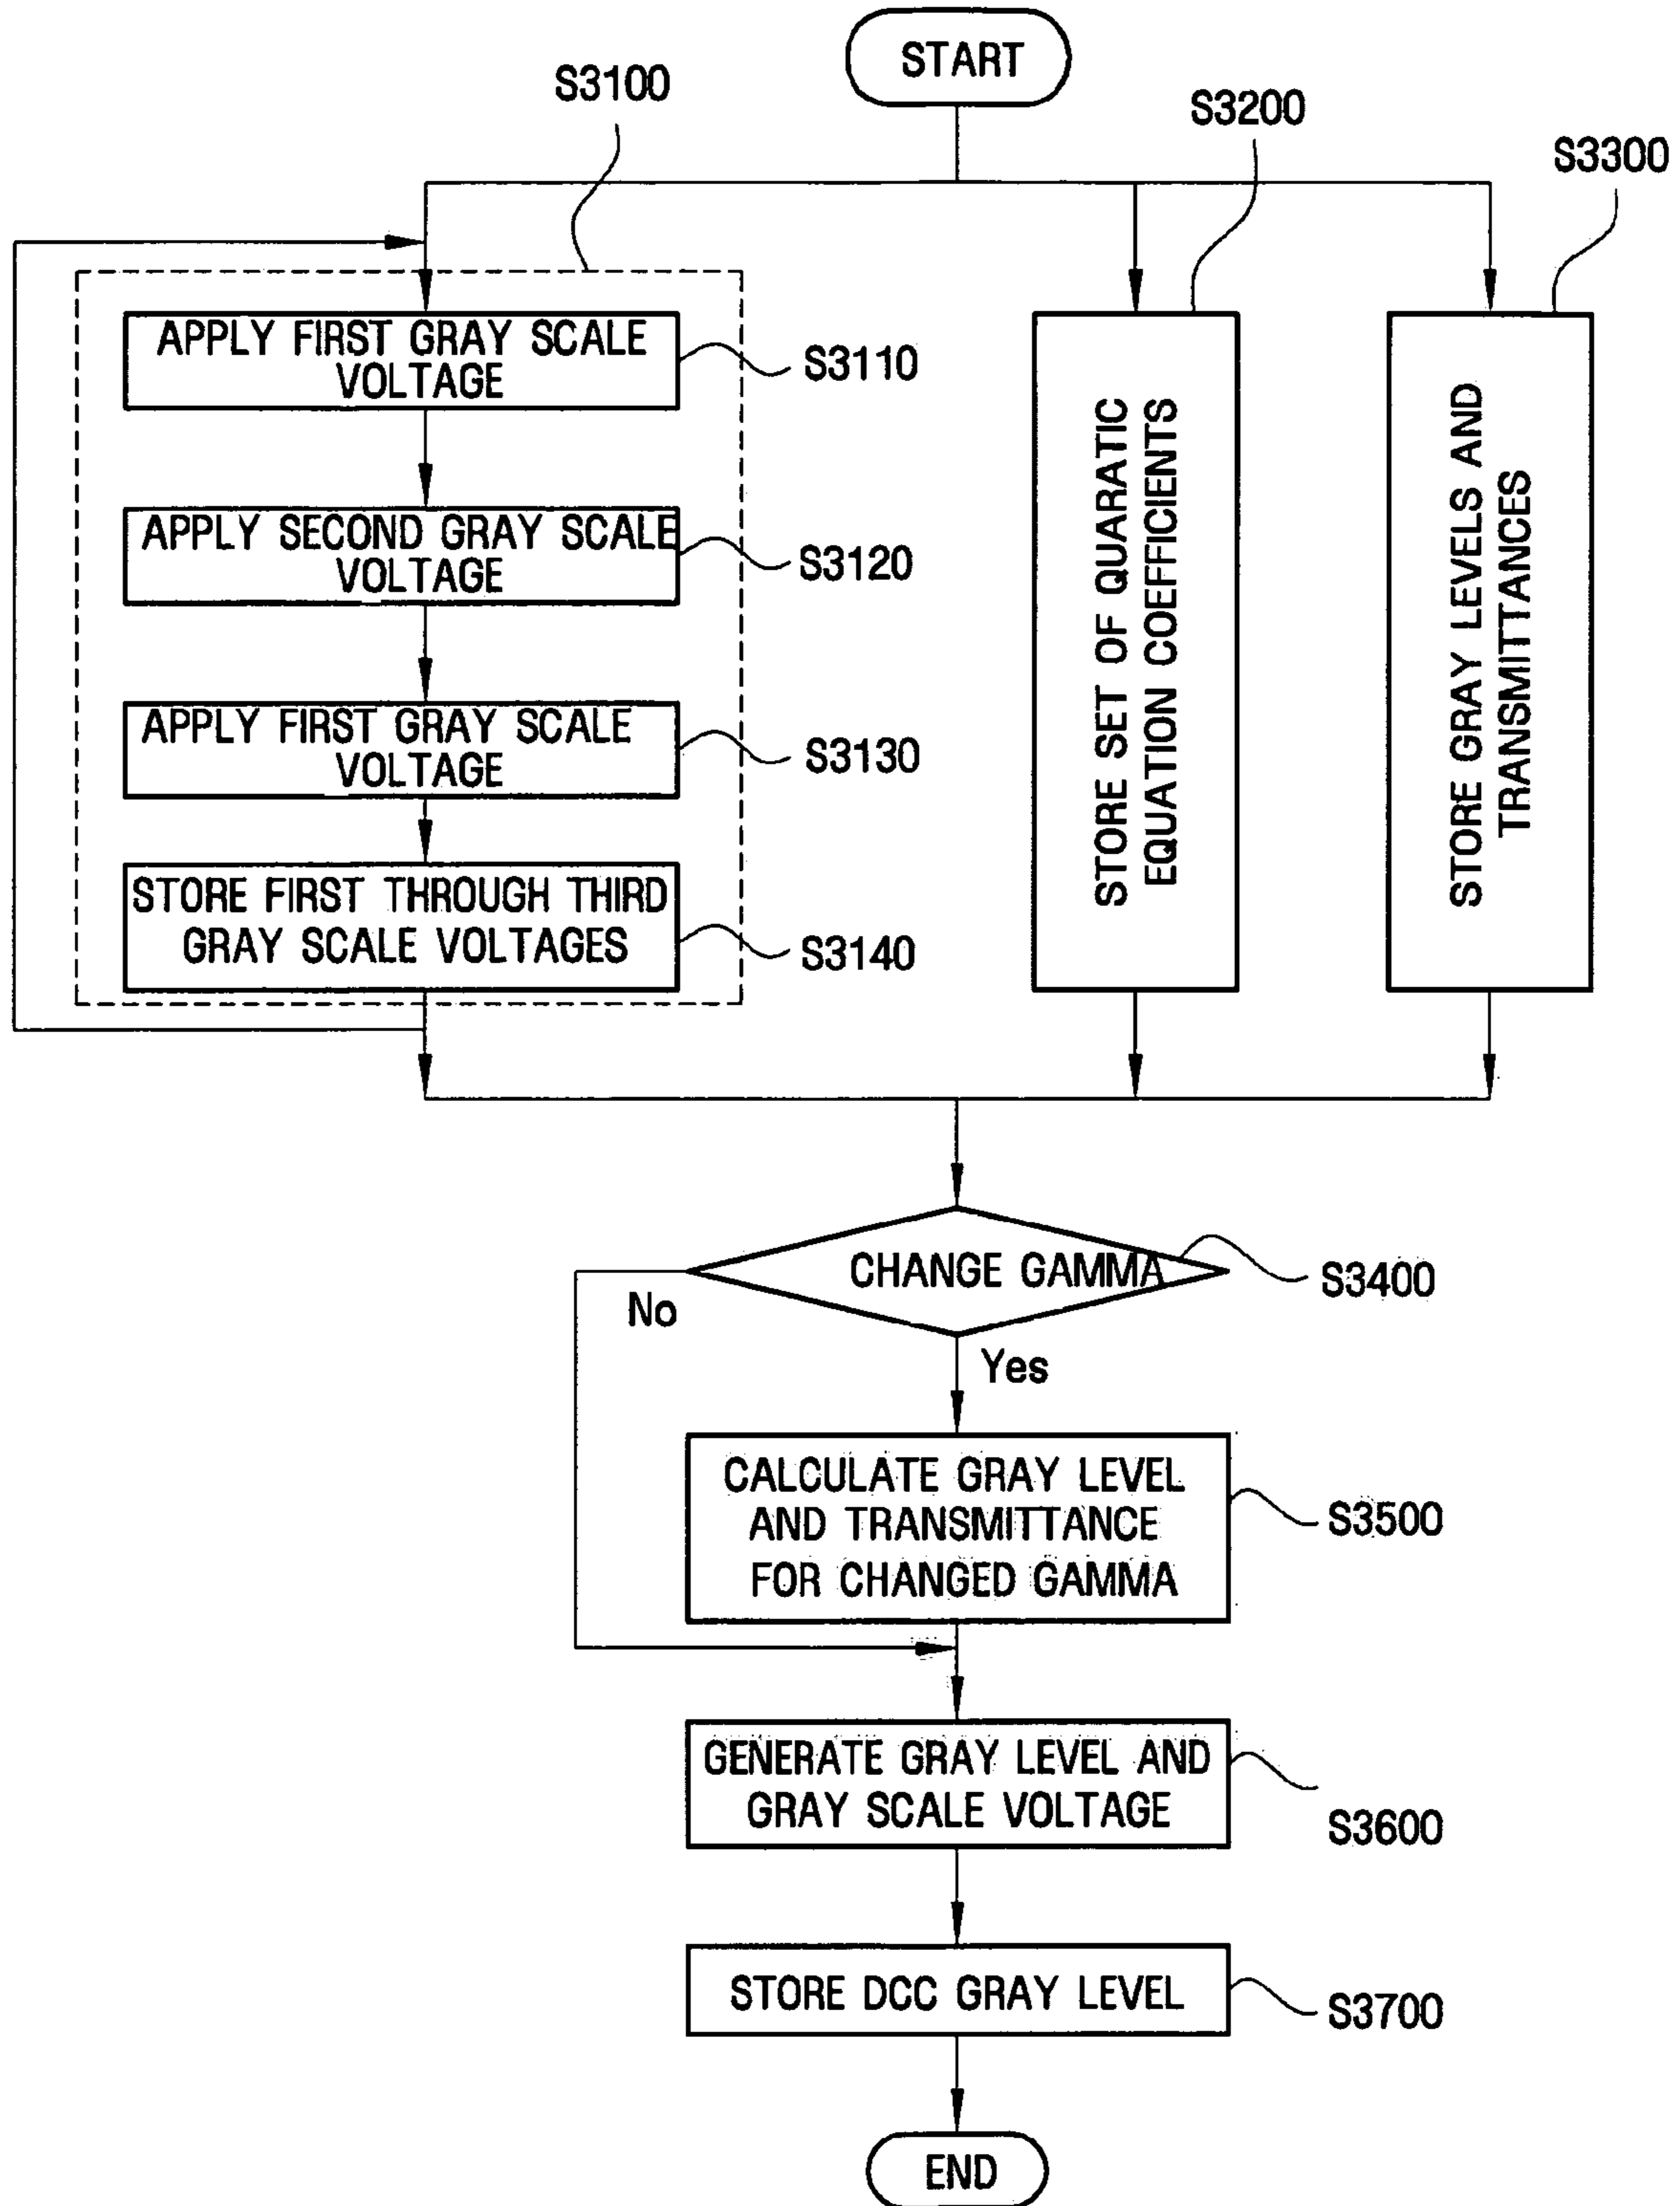 START
S3100
S3200
S3300
APPLY FIRST GRAY SCALE
VOLTAGE
S3110
APPLY SECOND GRAY SCALE
VOLTAGE
S3120
APPLY FIRST GRAY SCALE
VOLTAGE
S3130
STORE FIRST THROUGH THIRD
GRAY SCALE VOLTAGES
S3140
STORE SET OF QUARATIC
EQUATION COEFFICIENTS
STORE GRAY LEVELS AND
TRANSMITTANCES
CHANGE GAMMA
S3400
No
Yes
CALCULATE GRAY LEVEL
AND TRANSMITTANCE
FOR CHANGED GAMMA
S3500
GENERATE GRAY LEVEL AND
GRAY SCALE VOLTAGE
S3600
STORE DCC GRAY LEVEL
S3700
END